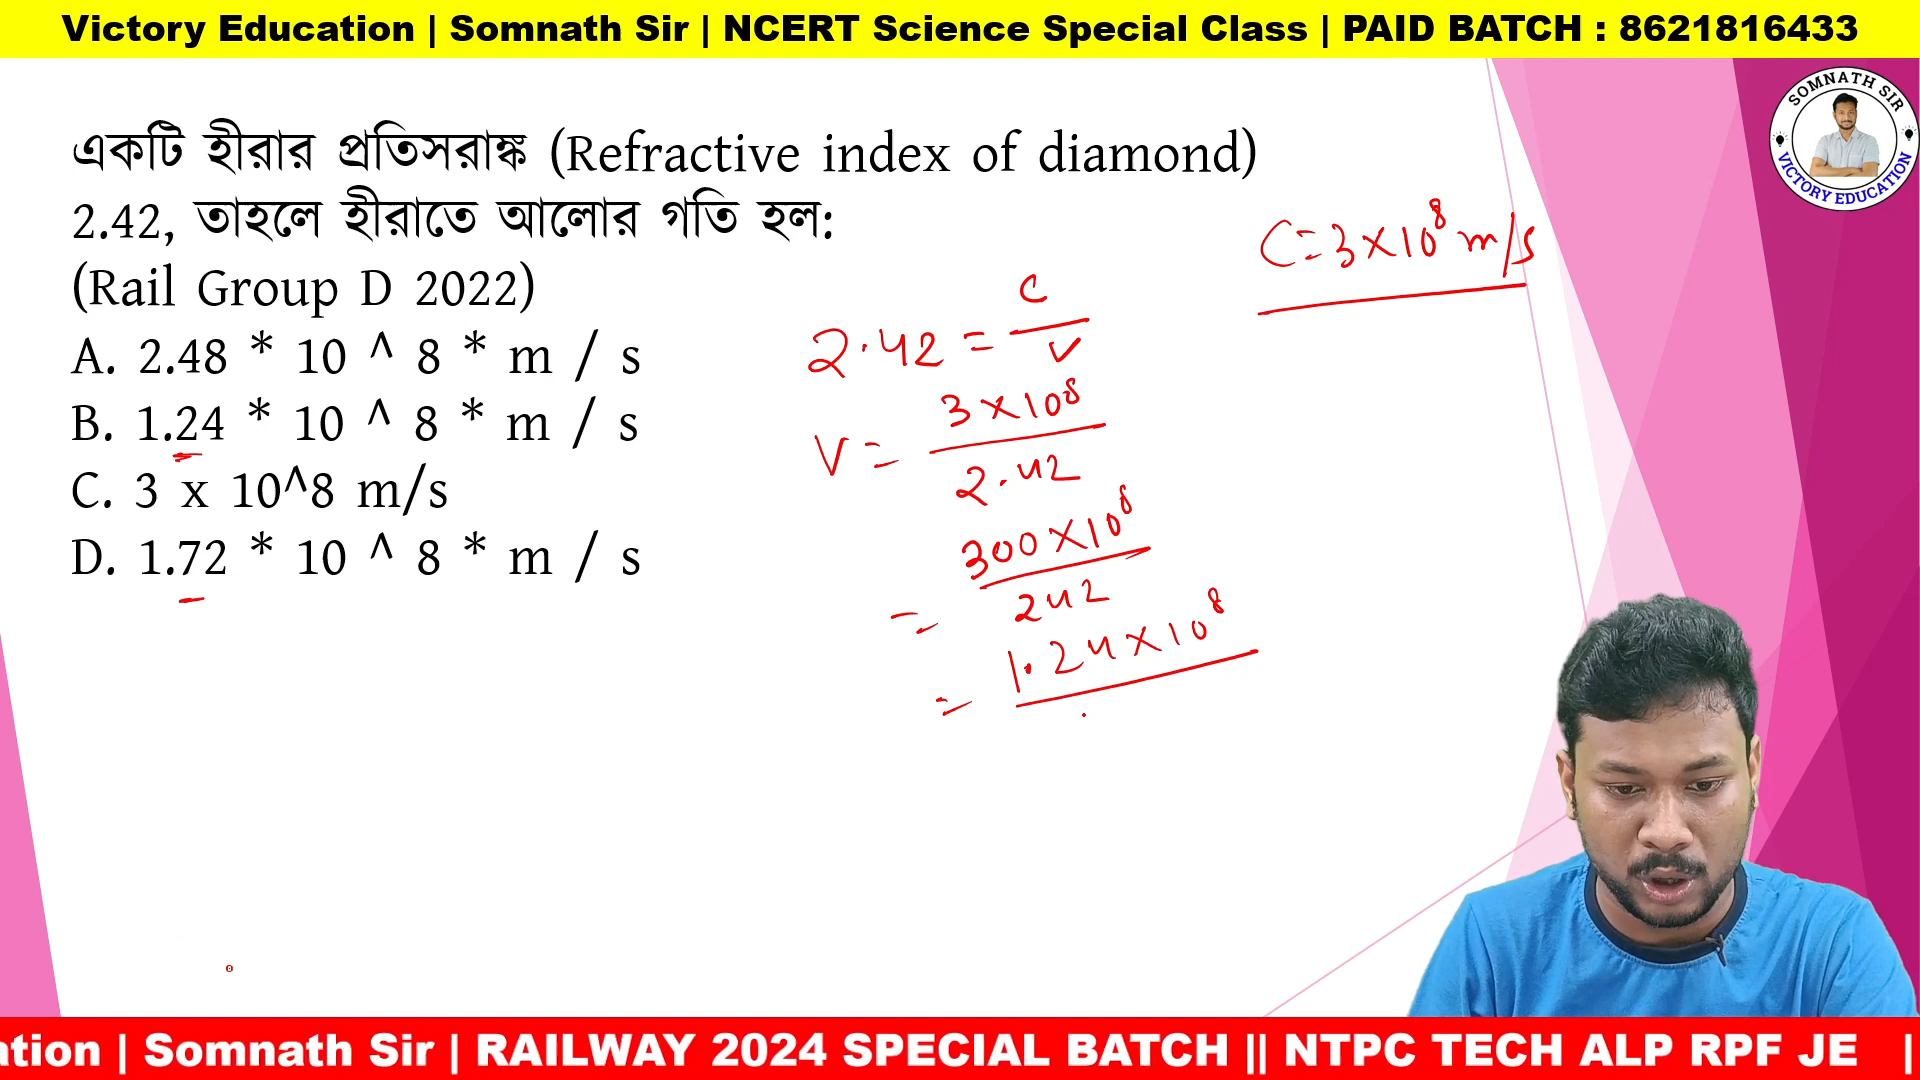 Victory Education | Somnath Sir | NCERT Science Special Class | PAID BATCH : 8621816433
SOMNATH SIR
VICTORY EDUCATION
একটি হীরার প্রতিসরাঙ্ক (Refractive index of diamond)
2.42, তাহলে হীরাতে আলোর গতি হল:
(Rail Group D 2022)
A. 2.48 * 10 ^ 8 * m / s
B. 1.24 * 10 ^ 8 * m / s
C. 3 x 10^8 m/s
D. 1.72 * 10 ^ 8 * m / s
C = 3 × 10⁸ m/s
2.42 = C / V
V = 3 × 10⁸ / 2.42
= 300 × 10⁸ / 242
= 1.24 × 10⁸
ation | Somnath Sir | RAILWAY 2024 SPECIAL BATCH || NTPC TECH ALP RPF JE |